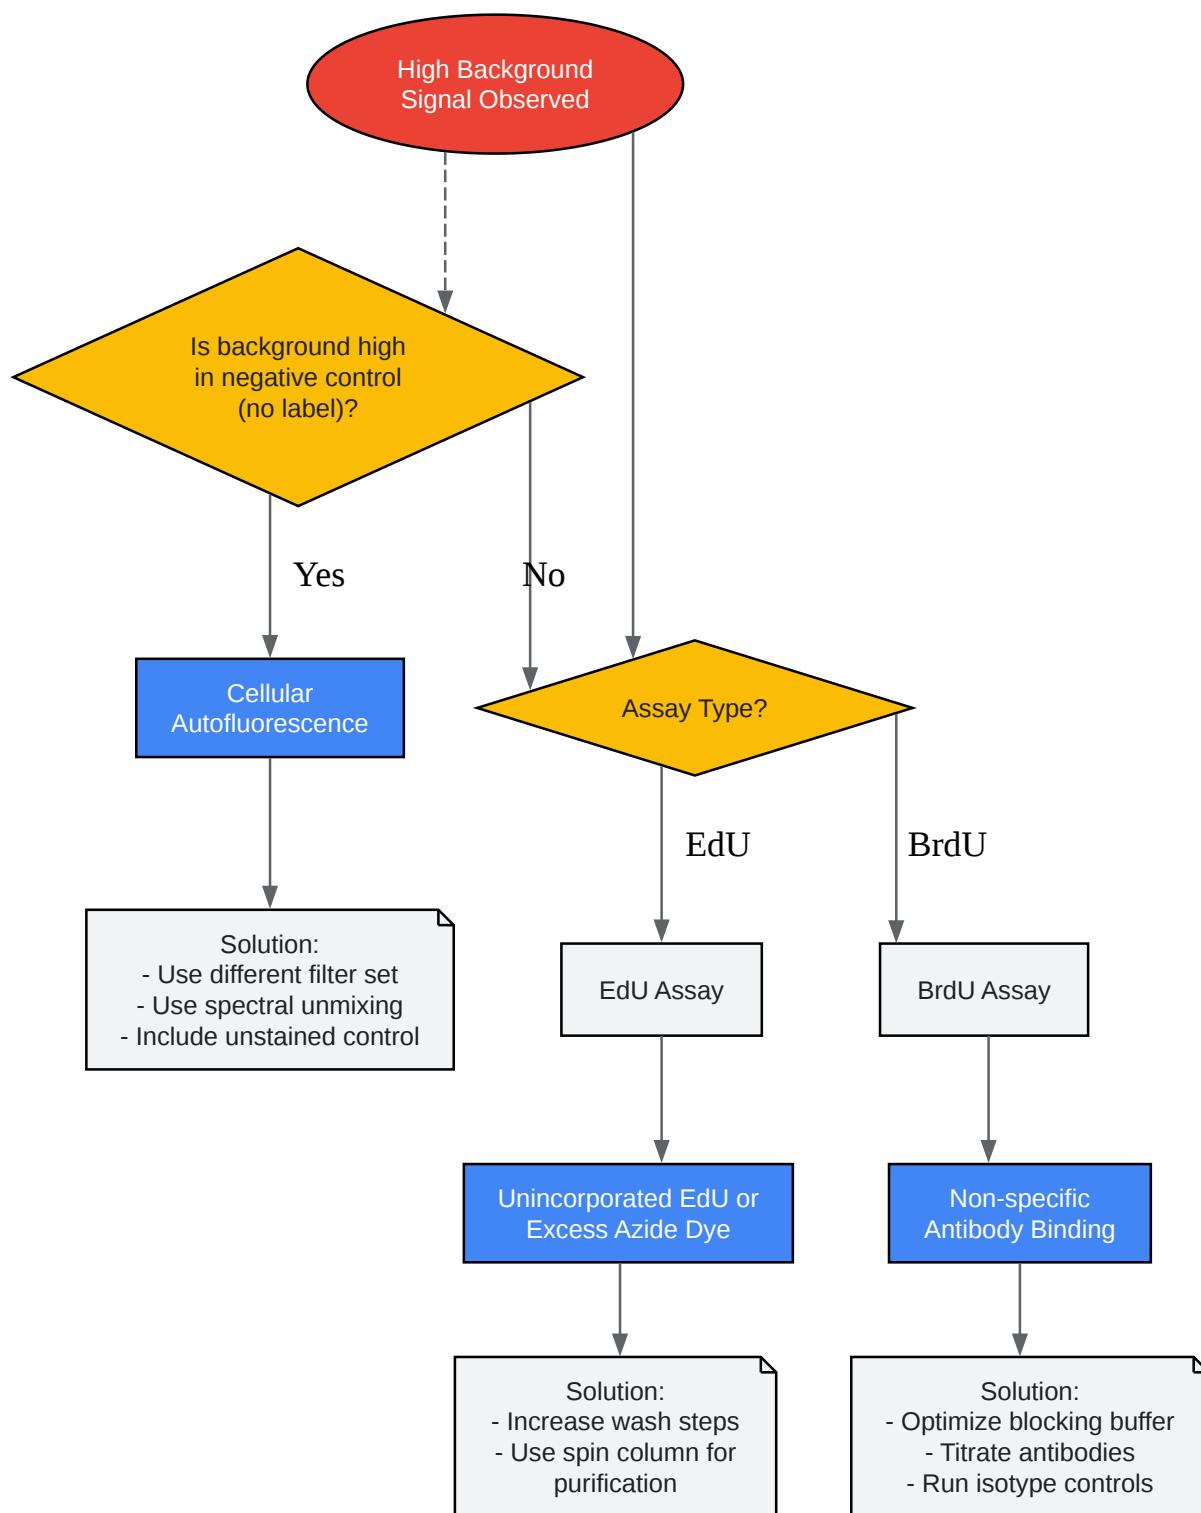 High Background
Signal Observed
Is background high
in negative control
(no label)?
Yes
No
Cellular
Autofluorescence
Assay Type?
EdU
BrdU
Solution:
- Use different filter set
- Use spectral unmixing
- Include unstained control
EdU Assay
BrdU Assay
Unincorporated EdU or
Excess Azide Dye
Non-specific
Antibody Binding
Solution:
- Increase wash steps
- Use spin column for
purification
Solution:
- Optimize blocking buffer
- Titrate antibodies
- Run isotype controls